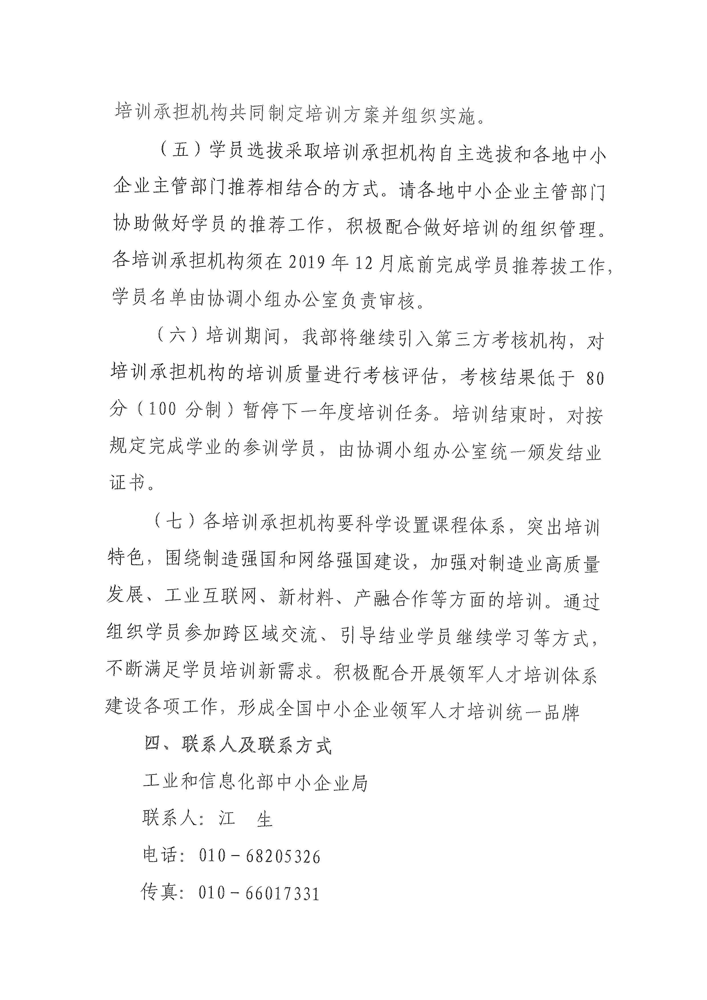 培训承担机构共同制定培训方案并组织实施。
（五）学员选拔采取培训承担机构自主选拔和各地中小
企业主管部门推荐相结合的方式。请各地中小企业主管部门
协助做好学员的推荐工作，积极配合做好培训的组织管理。
各培训承担机构须在 2019 年 12 月底前完成学员推荐拔工作，
学员名单由协调小组办公室负责审核。
（六）培训期间，我部将继续引入第三方考核机构，对
培训承担机构的培训质量进行考核评估，考核结果低于 80
分（100 分制）暂停下一年度培训任务。培训结束时，对按
规定完成学业的参训学员，由协调小组办公室统一颁发结业
证书。
（七）各培训承担机构要科学设置课程体系，突出培训
特色，围绕制造强国和网络强国建设，加强对制造业高质量
发展、工业互联网、新材料、产融合作等方面的培训。通过
组织学员参加跨区域交流、引导结业学员继续学习等方式，
不断满足学员培训新需求。积极配合开展领军人才培训体系
建设各项工作，形成全国中小企业领军人才培训统一品牌
四、联系人及联系方式
工业和信息化部中小企业局
联系人：江　生
电话：010－68205326
传真：010－66017331